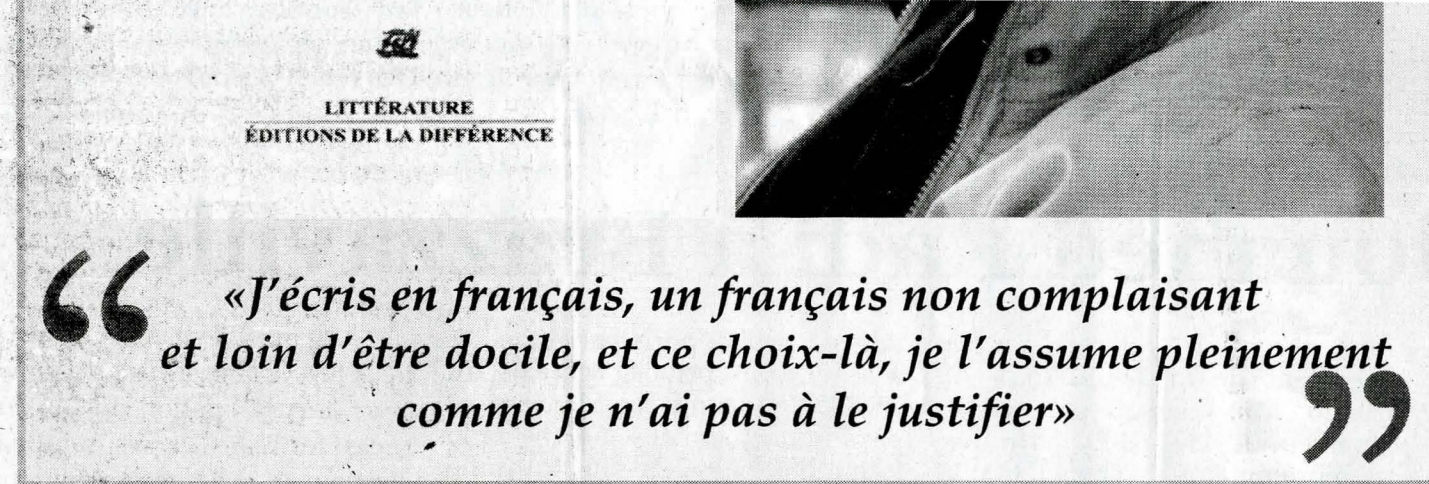 LITTÉRATURE
ÉDITIONS DE LA DIFFÉRENCE
“ «J'écris en français, un français non complaisant
et loin d'être docile, et ce choix-là, je l'assume pleinement
comme je n'ai pas à le justifier» ”